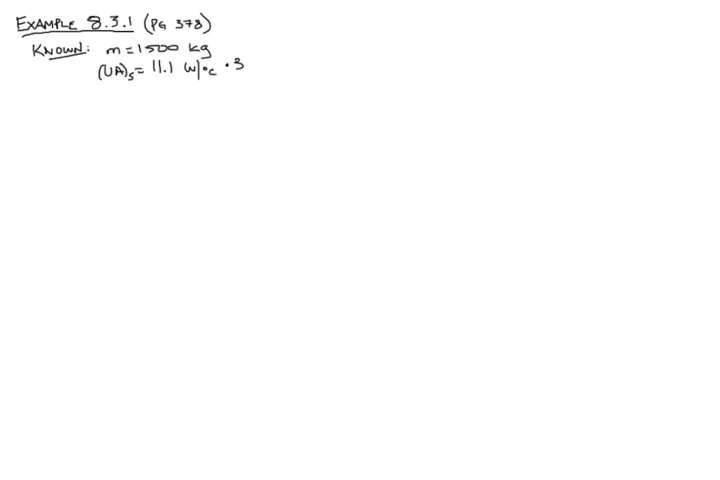 EXAMPLE 8.3.1 (PG 378)
KNOWN: m = 1500 kg
(UA)s = 11.1 W/°C · 3